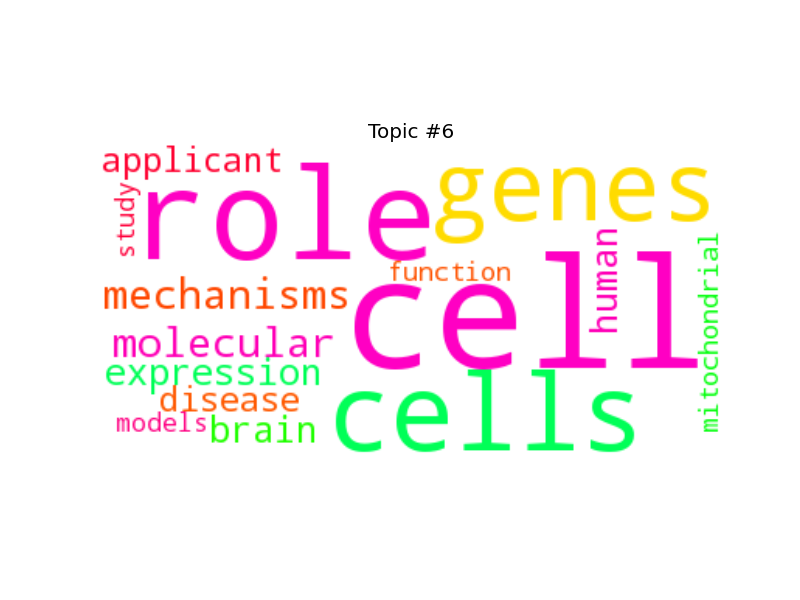 Topic #6
applicant
study
role
genes
function
human
mitochondrial
mechanisms
cell
molecular
expression
disease
cells
models
brain